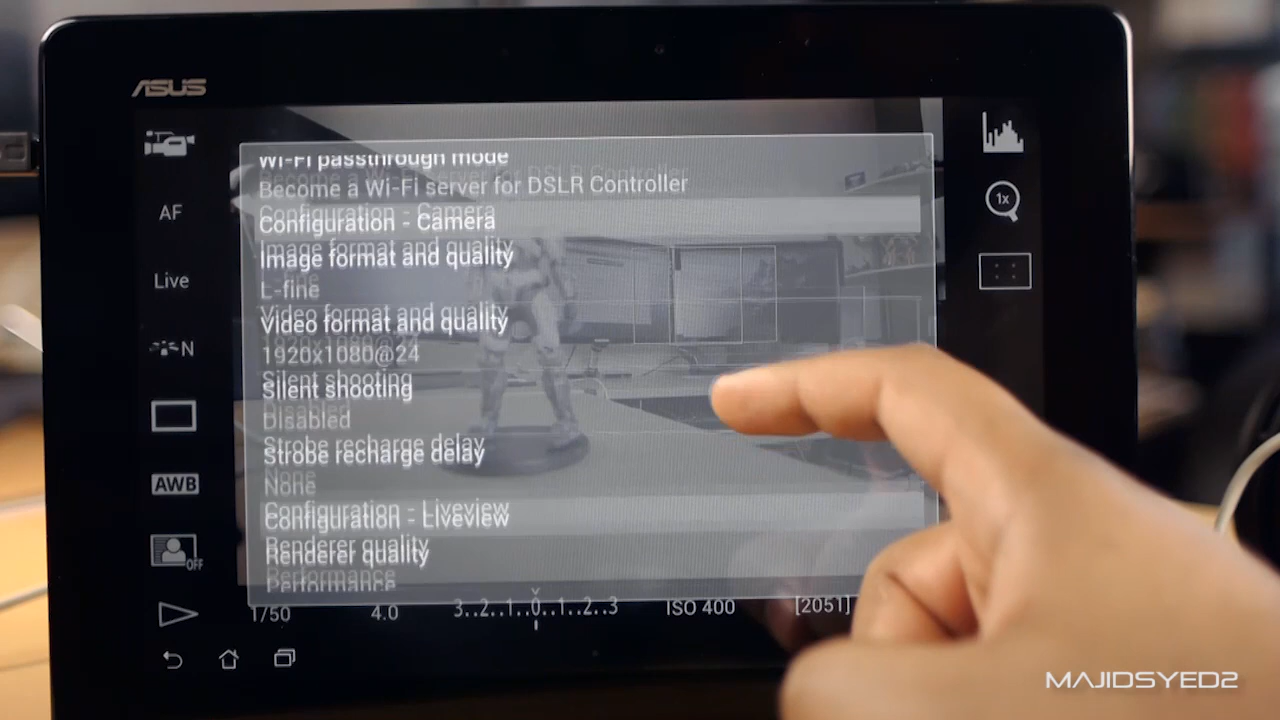 ASUS
Wi-Fi passthrough mode
Become a Wi-Fi server for DSLR Controller
Configuration - Camera
Image format and quality
L-fine
Video format and quality
1920x1080@24
Silent shooting
Disabled
Strobe recharge delay
None
Configuration - Liveview
Renderer quality
Performance
AF
Live
N
AWB
OFF
1x
1/50 4.0 3..2..1..0..1..2..3 ISO 400 [2051]
MAJIDSYED2